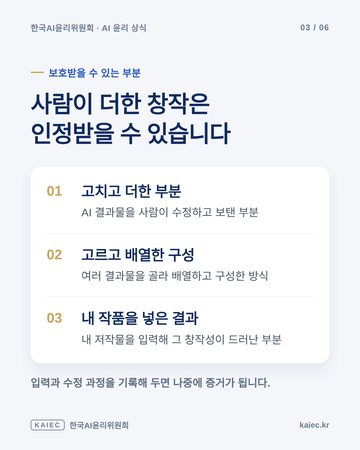 한국AI윤리위원회 · AI 윤리 상식
03 / 06
보호받을 수 있는 부분
사람이 더한 창작은
인정받을 수 있습니다
01 고치고 더한 부분
AI 결과물을 사람이 수정하고 보탠 부분
02 고르고 배열한 구성
여러 결과물을 골라 배열하고 구성한 방식
03 내 작품을 넣은 결과
내 저작물을 입력해 그 창작성이 드러난 부분
입력과 수정 과정을 기록해 두면 나중에 증거가 됩니다.
KAIEC 한국AI윤리위원회
kaiec.kr